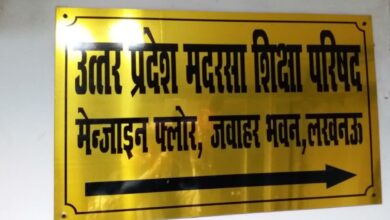 उत्तर प्रदेश मदरसा शिक्षा परिषद
मेन्जाइन फ्लोर, जवाहर भवन,लखनऊ